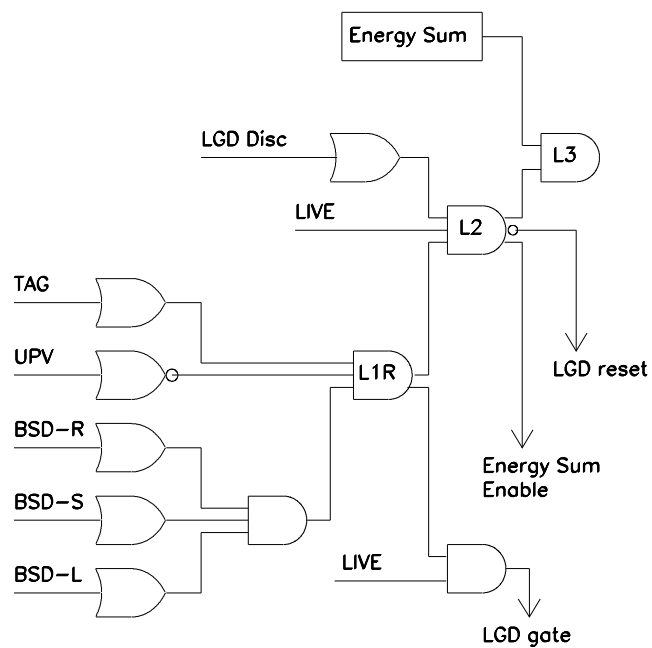 Energy Sum
LGD Disc
L3
LIVE
L2
TAG
UPV
L1R
LGD reset
BSD-R
Energy Sum
Enable
BSD-S
LIVE
BSD-L
LGD gate